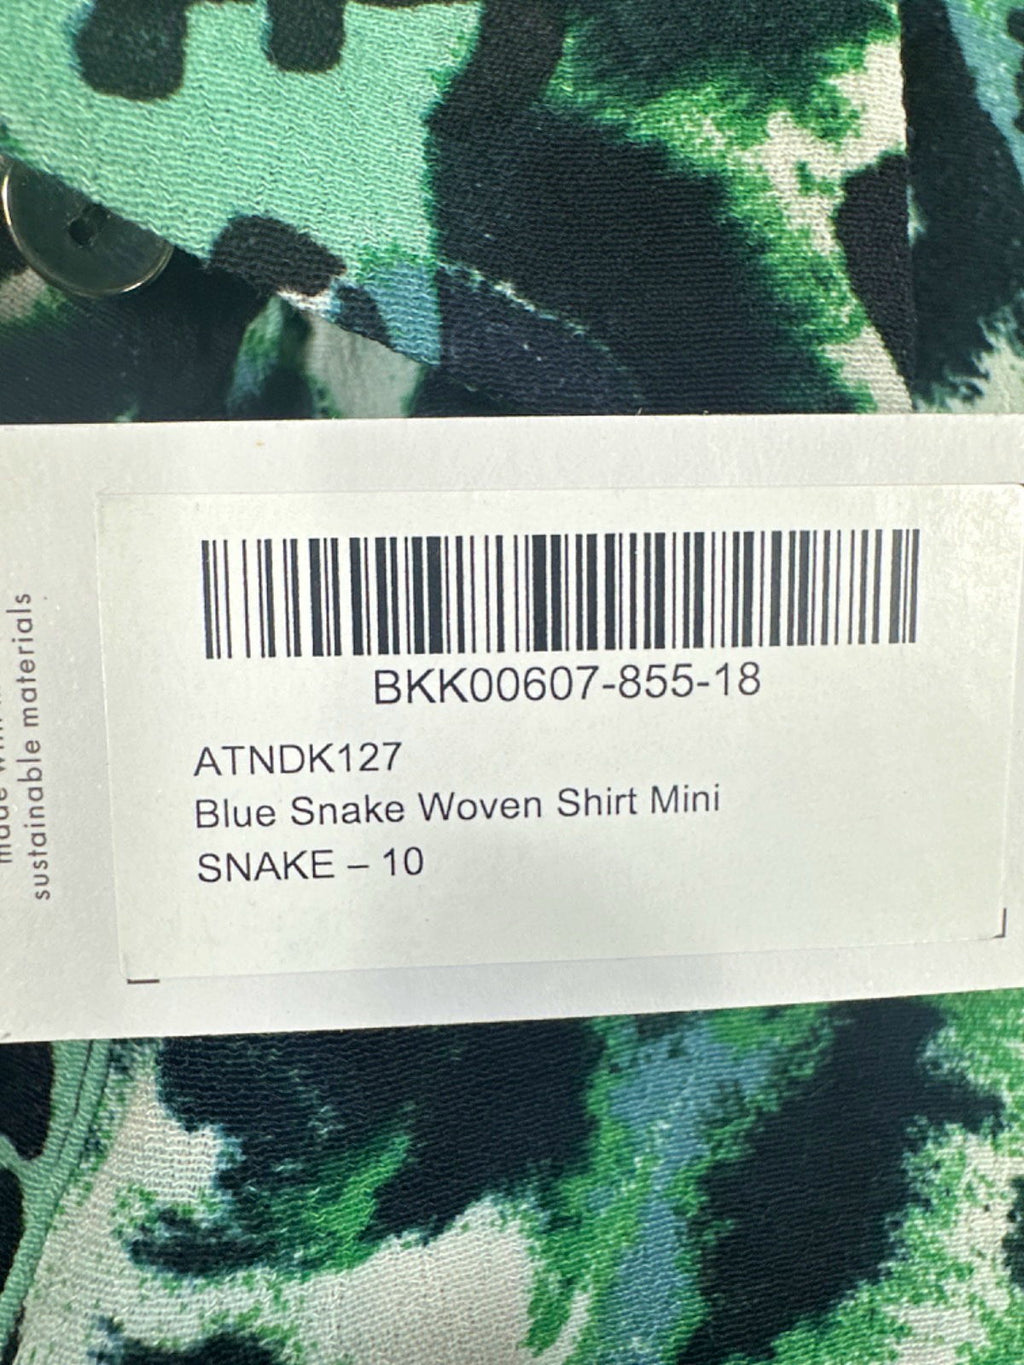 BKK00607-855-18
ATNDK127
Blue Snake Woven Shirt Mini
SNAKE – 10
sustainable materials